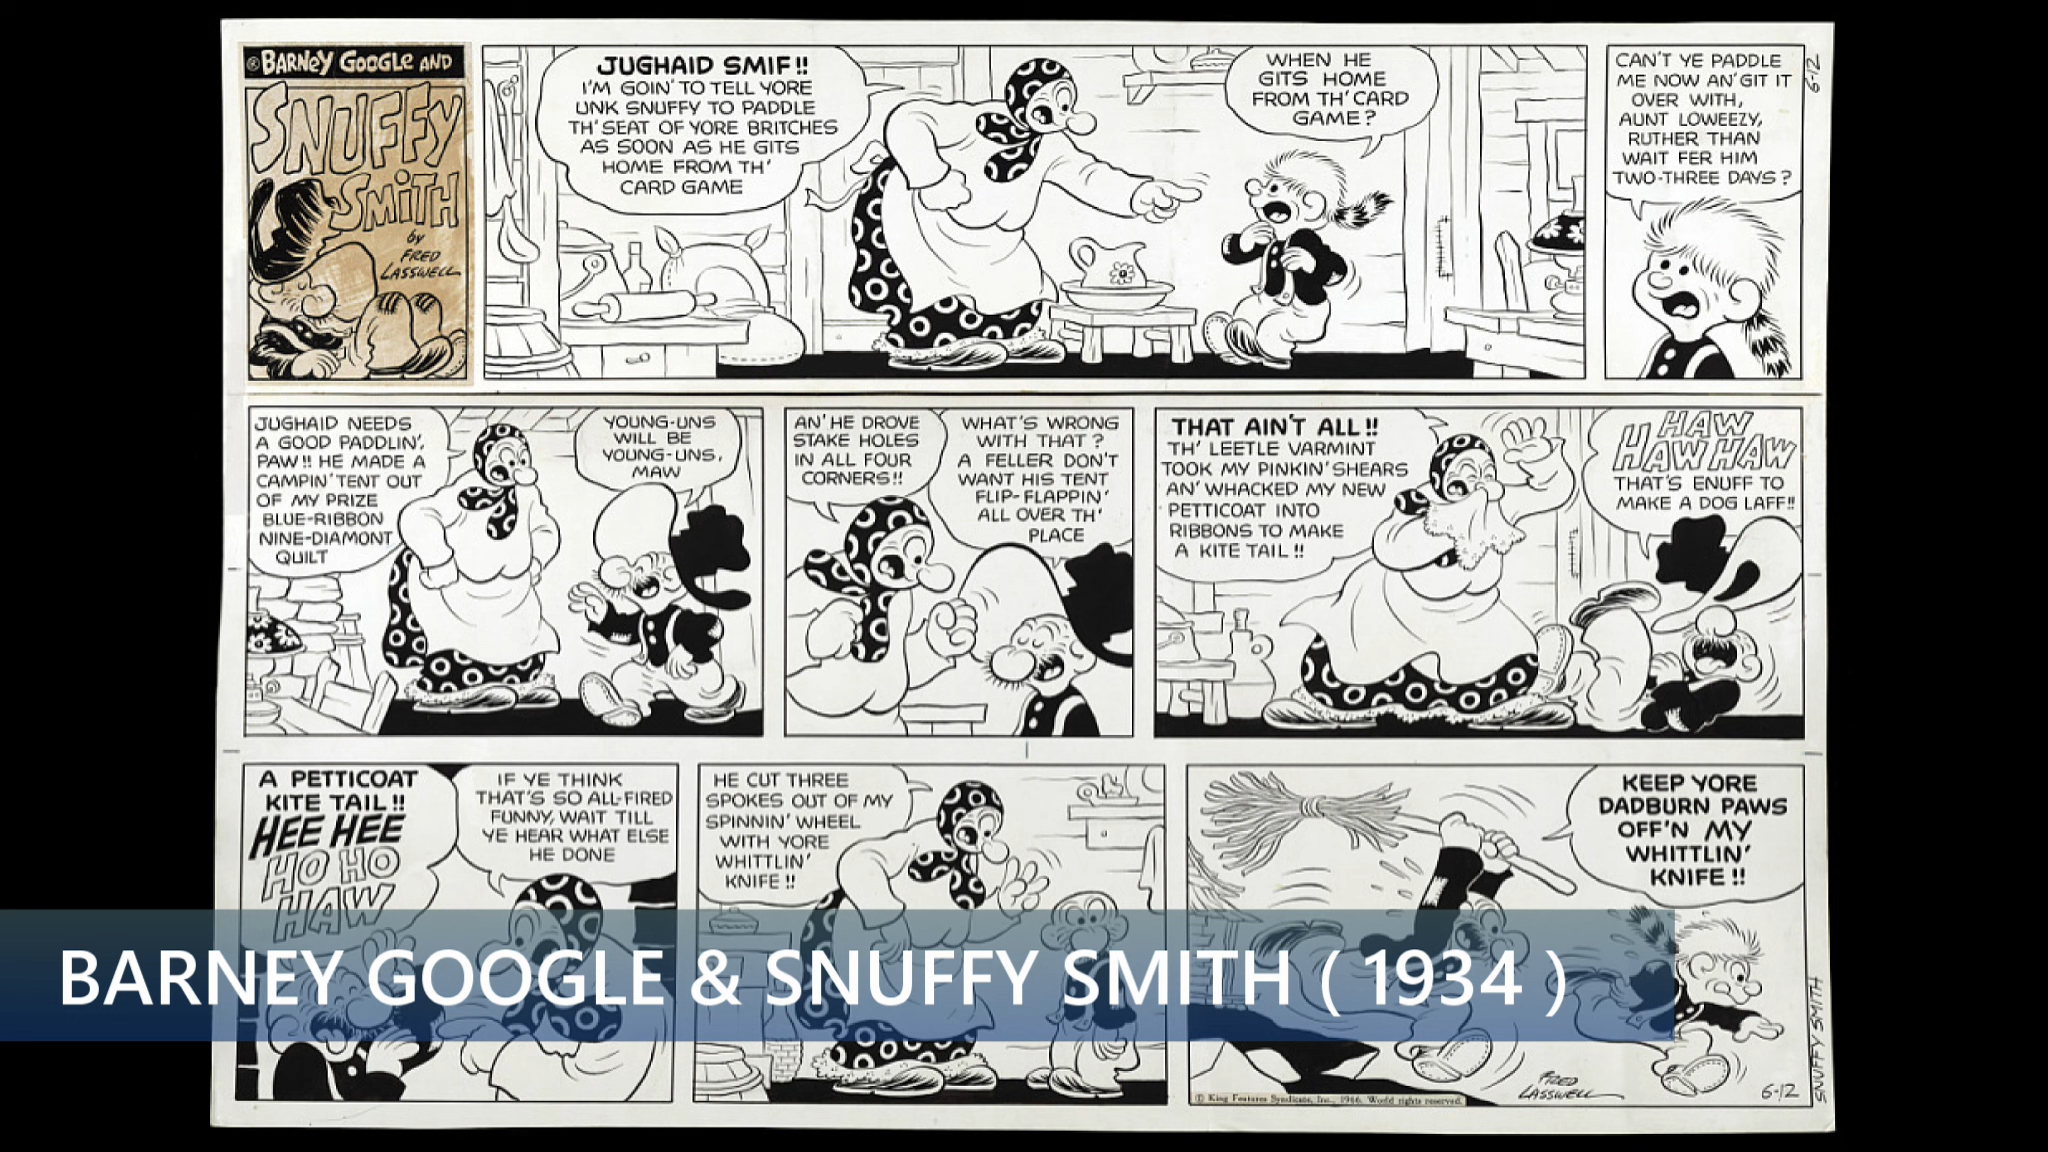 ®BARNEY GOOGLE AND
SNUFFY
SMITH
by
FRED
LASSWELL
JUGHAID SMIF!!
I'M GOIN' TO TELL YORE
UNK SNUFFY TO PADDLE
TH' SEAT OF YORE BRITCHES
AS SOON AS HE GITS
HOME FROM TH'
CARD GAME
WHEN HE
GITS HOME
FROM TH' CARD
GAME?
CAN'T YE PADDLE
ME NOW AN' GIT IT
OVER WITH,
AUNT LOWEEZY,
RUTHER THAN
WAIT FER HIM
TWO-THREE DAYS?
6-12
JUGHAID NEEDS
A GOOD PADDLIN',
PAW!! HE MADE A
CAMPIN' TENT OUT
OF MY PRIZE
BLUE-RIBBON
NINE-DIAMONT
QUILT
YOUNG-UNS
WILL BE
YOUNG-UNS,
MAW
AN' HE DROVE
STAKE HOLES
IN ALL FOUR
CORNERS!!
WHAT'S WRONG
WITH THAT?
A FELLER DON'T
WANT HIS TENT
FLIP-FLAPPIN'
ALL OVER TH'
PLACE
THAT AIN'T ALL!!
TH' LEETLE VARMINT
TOOK MY PINKIN' SHEARS
AN' WHACKED MY NEW
PETTICOAT INTO
RIBBONS TO MAKE
A KITE TAIL!!
HAW
HAW HAW
THAT'S ENUFF TO
MAKE A DOG LAFF!!
A PETTICOAT
KITE TAIL!!
HEE HEE
HO HO
HAW
IF YE THINK
THAT'S SO ALL-FIRED
FUNNY, WAIT TILL
YE HEAR WHAT ELSE
HE DONE
HE CUT THREE
SPOKES OUT OF MY
SPINNIN' WHEEL
WITH YORE
WHITTLIN'
KNIFE!!
KEEP YORE
DADBURN PAWS
OFF'N MY
WHITTLIN'
KNIFE!!
BARNEY GOOGLE & SNUFFY SMITH ( 1934 )
© King Features Syndicate, Inc., 1966. World rights reserved.
FRED
LASSWELL
6-12
SNUFFY SMITH